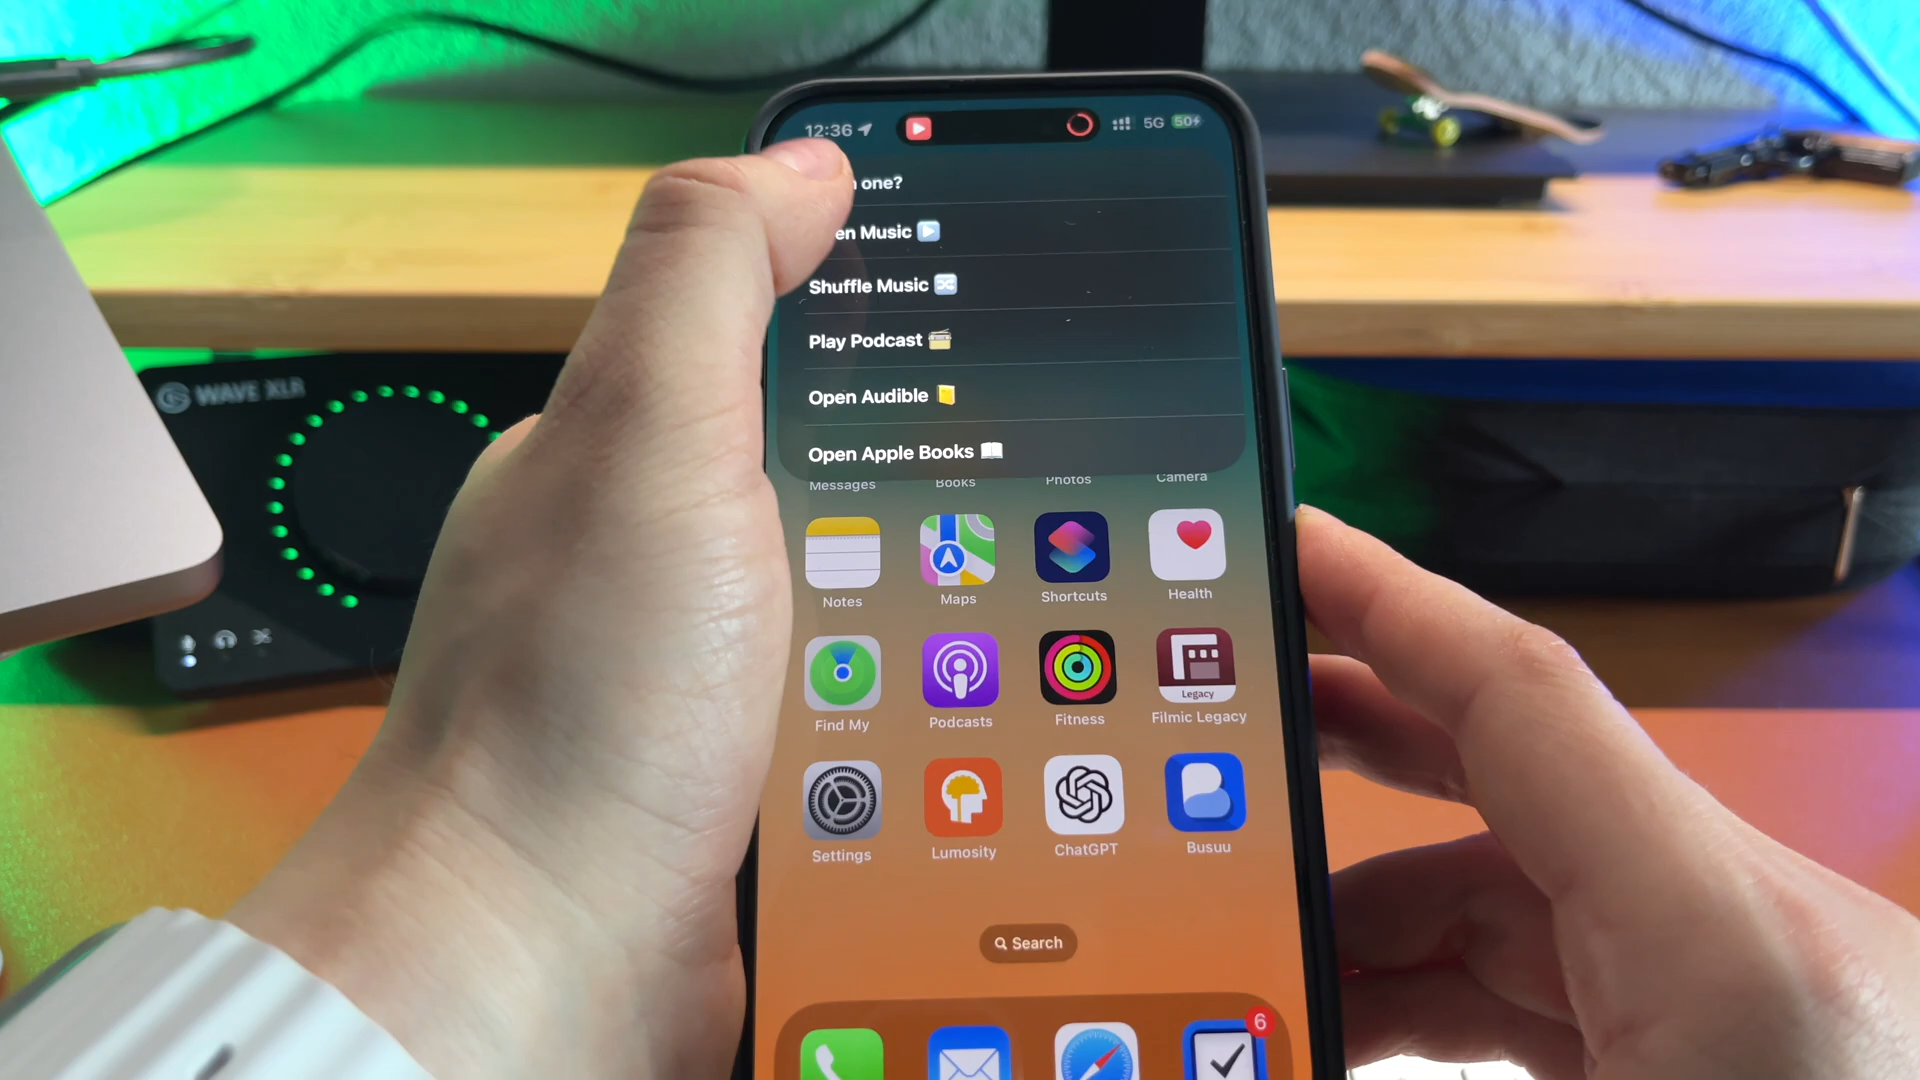 12:36
5G 50
one?
en Music
Shuffle Music
Play Podcast
Open Audible
Open Apple Books
Messages Books Photos Camera
Notes Maps Shortcuts Health
Legacy
Find My Podcasts Fitness Filmic Legacy
Settings Lumosity ChatGPT Busuu
Search
6
WAVE XLR